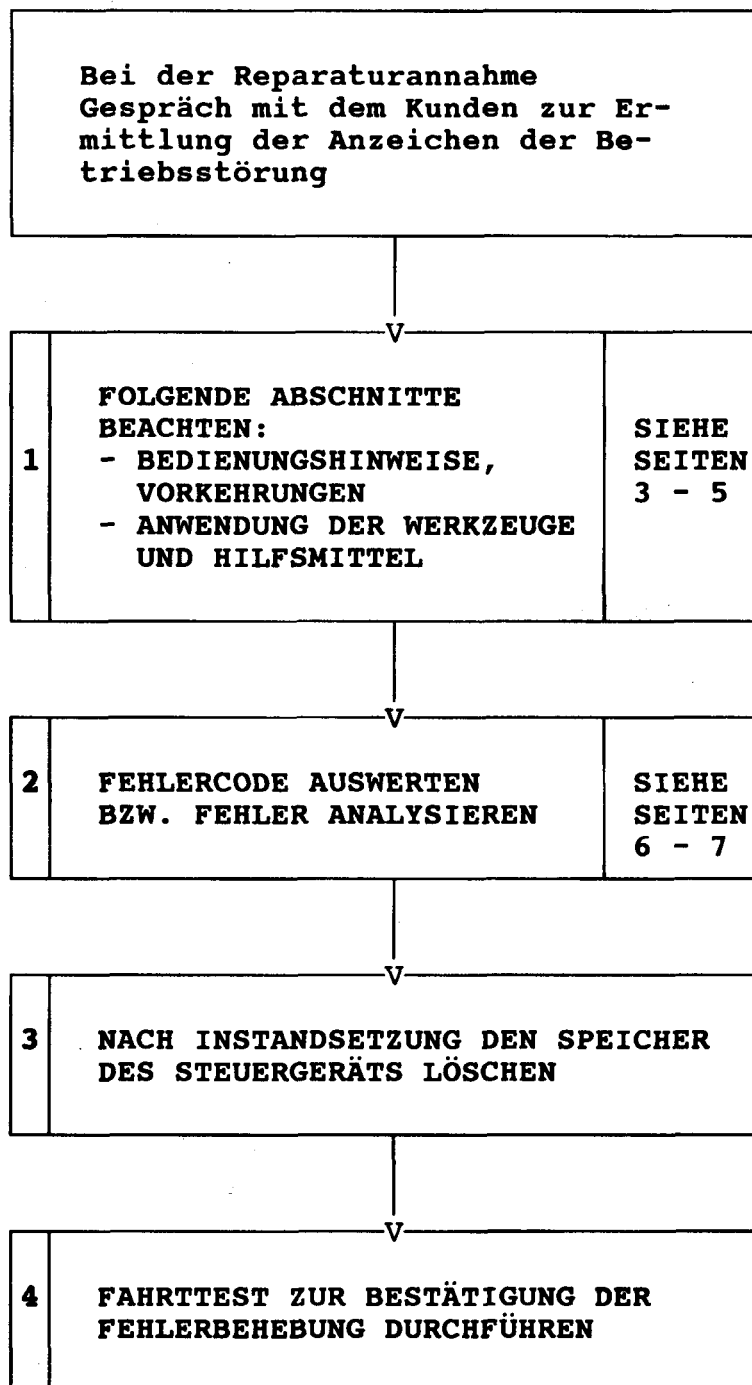 Bei der Reparaturannahme
Gespräch mit dem Kunden zur Er-
mittlung der Anzeichen der Be-
triebsstörung
V
FOLGENDE ABSCHNITTE
BEACHTEN:
1 - BEDIENUNGSHINWEISE,
VORKEHRUNGEN
- ANWENDUNG DER WERKZEUGE
UND HILFSMITTEL
SIEHE
SEITEN
3 - 5
V
2 FEHLERCODE AUSWERTEN
BZW. FEHLER ANALYSIEREN
SIEHE
SEITEN
6 - 7
V
3 NACH INSTANDSETZUNG DEN SPEICHER
DES STEUERGERÄTS LÖSCHEN
V
4 FAHRTTEST ZUR BESTÄTIGUNG DER
FEHLERBEHEBUNG DURCHFÜHREN